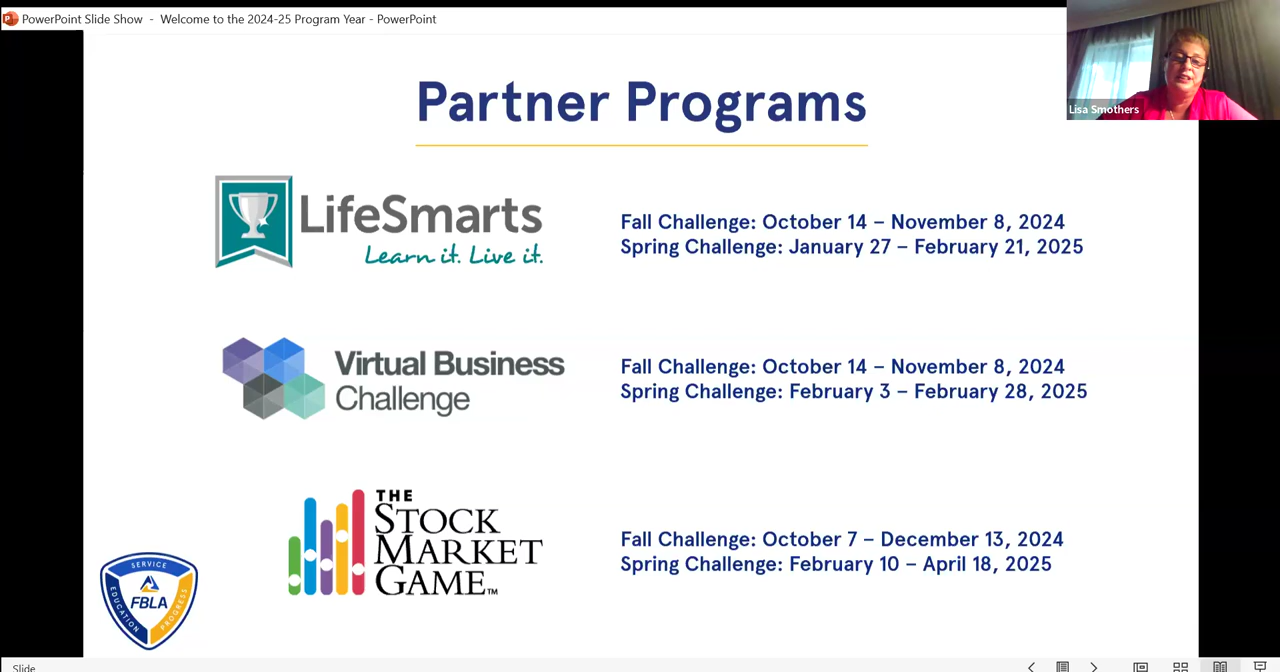 PowerPoint Slide Show - Welcome to the 2024-25 Program Year - PowerPoint
Lisa Smothers
Partner Programs
LifeSmarts
Learn it. Live it.
Fall Challenge: October 14 – November 8, 2024
Spring Challenge: January 27 – February 21, 2025
Virtual Business
Challenge
Fall Challenge: October 14 – November 8, 2024
Spring Challenge: February 3 – February 28, 2025
THE
STOCK
MARKET
GAME™
Fall Challenge: October 7 – December 13, 2024
Spring Challenge: February 10 – April 18, 2025
SERVICE
EDUCATION
PROGRESS
FBLA
Slide